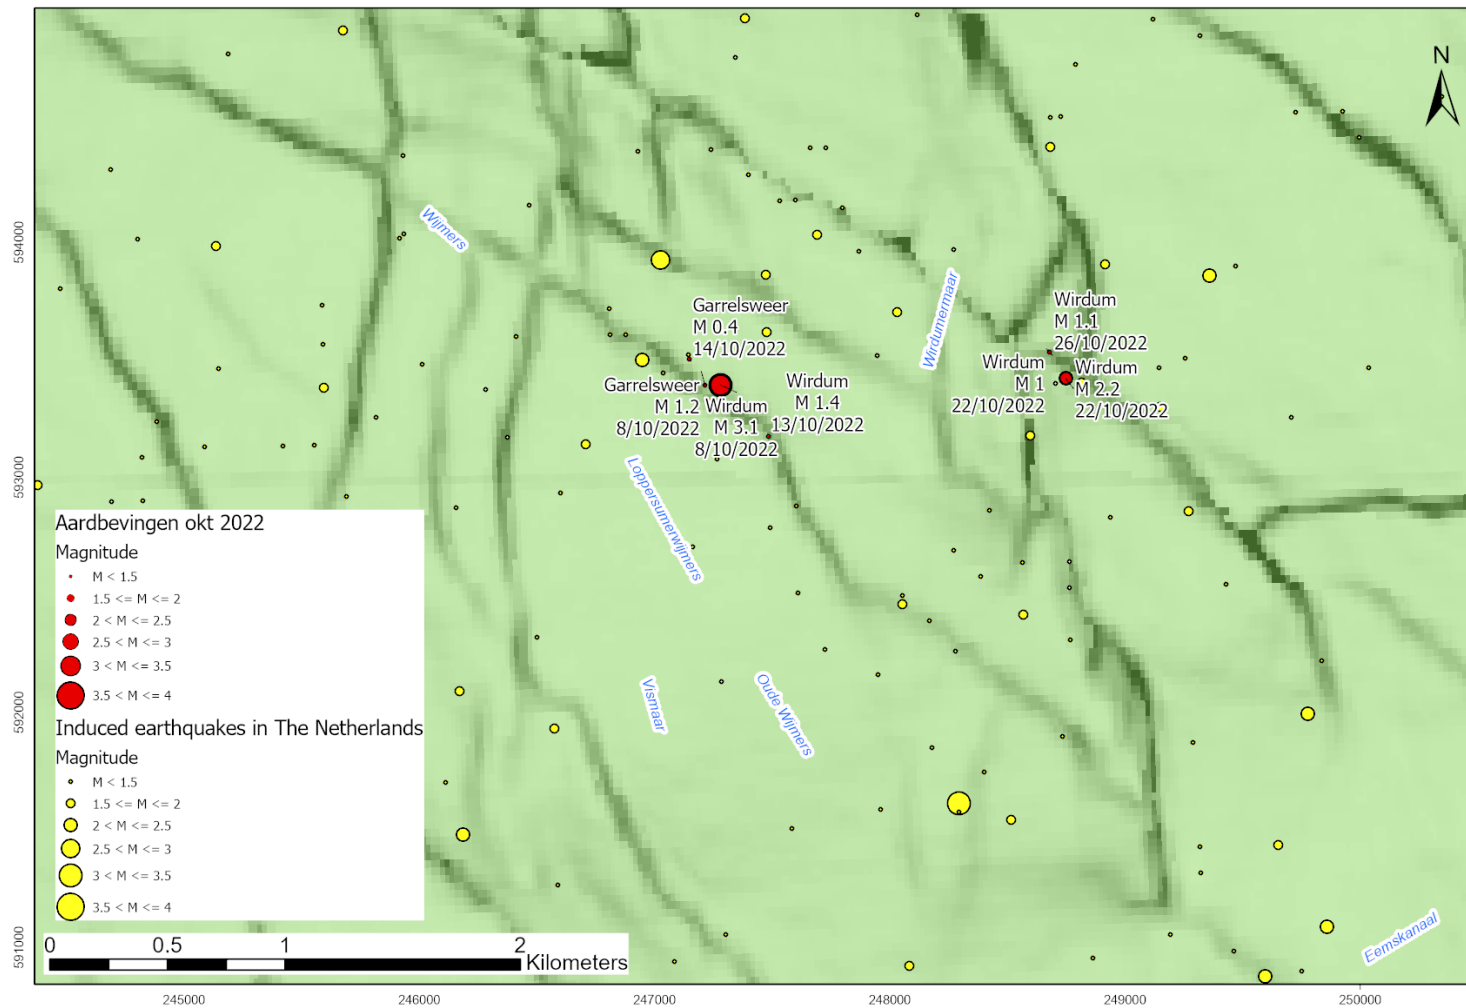 N
Wijmers
Wirdumermaar
Garrelsweer
M 0.4
14/10/2022
Wirdum
M 1.1
26/10/2022
Garrelsweer
M 1.2
8/10/2022
Wirdum
M 3.1
8/10/2022
Wirdum
M 1.4
13/10/2022
Wirdum
M 1
22/10/2022
Wirdum
M 2.2
22/10/2022
Loppersumerwijmers
Vismaar
Oude Wijmers
Eemskanaal
Aardbevingen okt 2022
Magnitude
M < 1.5
1.5 <= M <= 2
2 < M <= 2.5
2.5 < M <= 3
3 < M <= 3.5
3.5 < M <= 4
Induced earthquakes in The Netherlands
Magnitude
M < 1.5
1.5 <= M <= 2
2 < M <= 2.5
2.5 < M <= 3
3 < M <= 3.5
3.5 < M <= 4
0 0.5 1 2
Kilometers
594000
593000
592000
591000
245000 246000 247000 248000 249000 250000